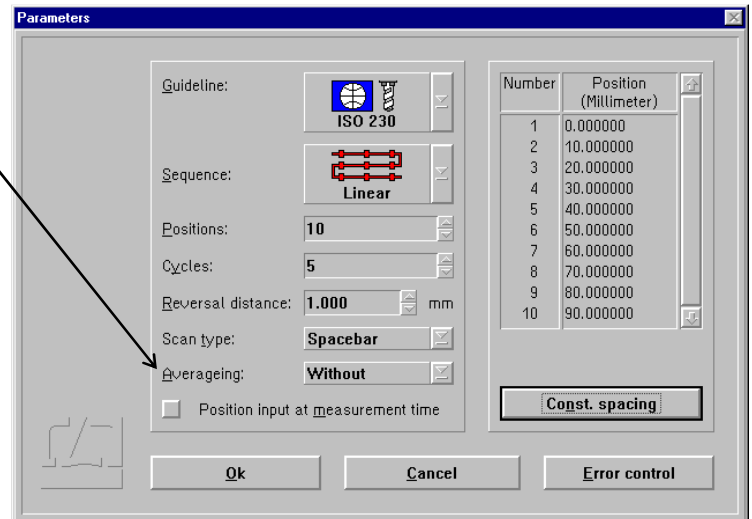 Parameters
Guideline:
ISO 230
Sequence:
Linear
Positions: 10
Cycles: 5
Reversal distance: 1.000 mm
Scan type: Spacebar
Averageing: Without
Position input at measurement time
Number Position
(Millimeter)
1 0.000000
2 10.000000
3 20.000000
4 30.000000
5 40.000000
6 50.000000
7 60.000000
8 70.000000
9 80.000000
10 90.000000
Const. spacing
Ok Cancel Error control